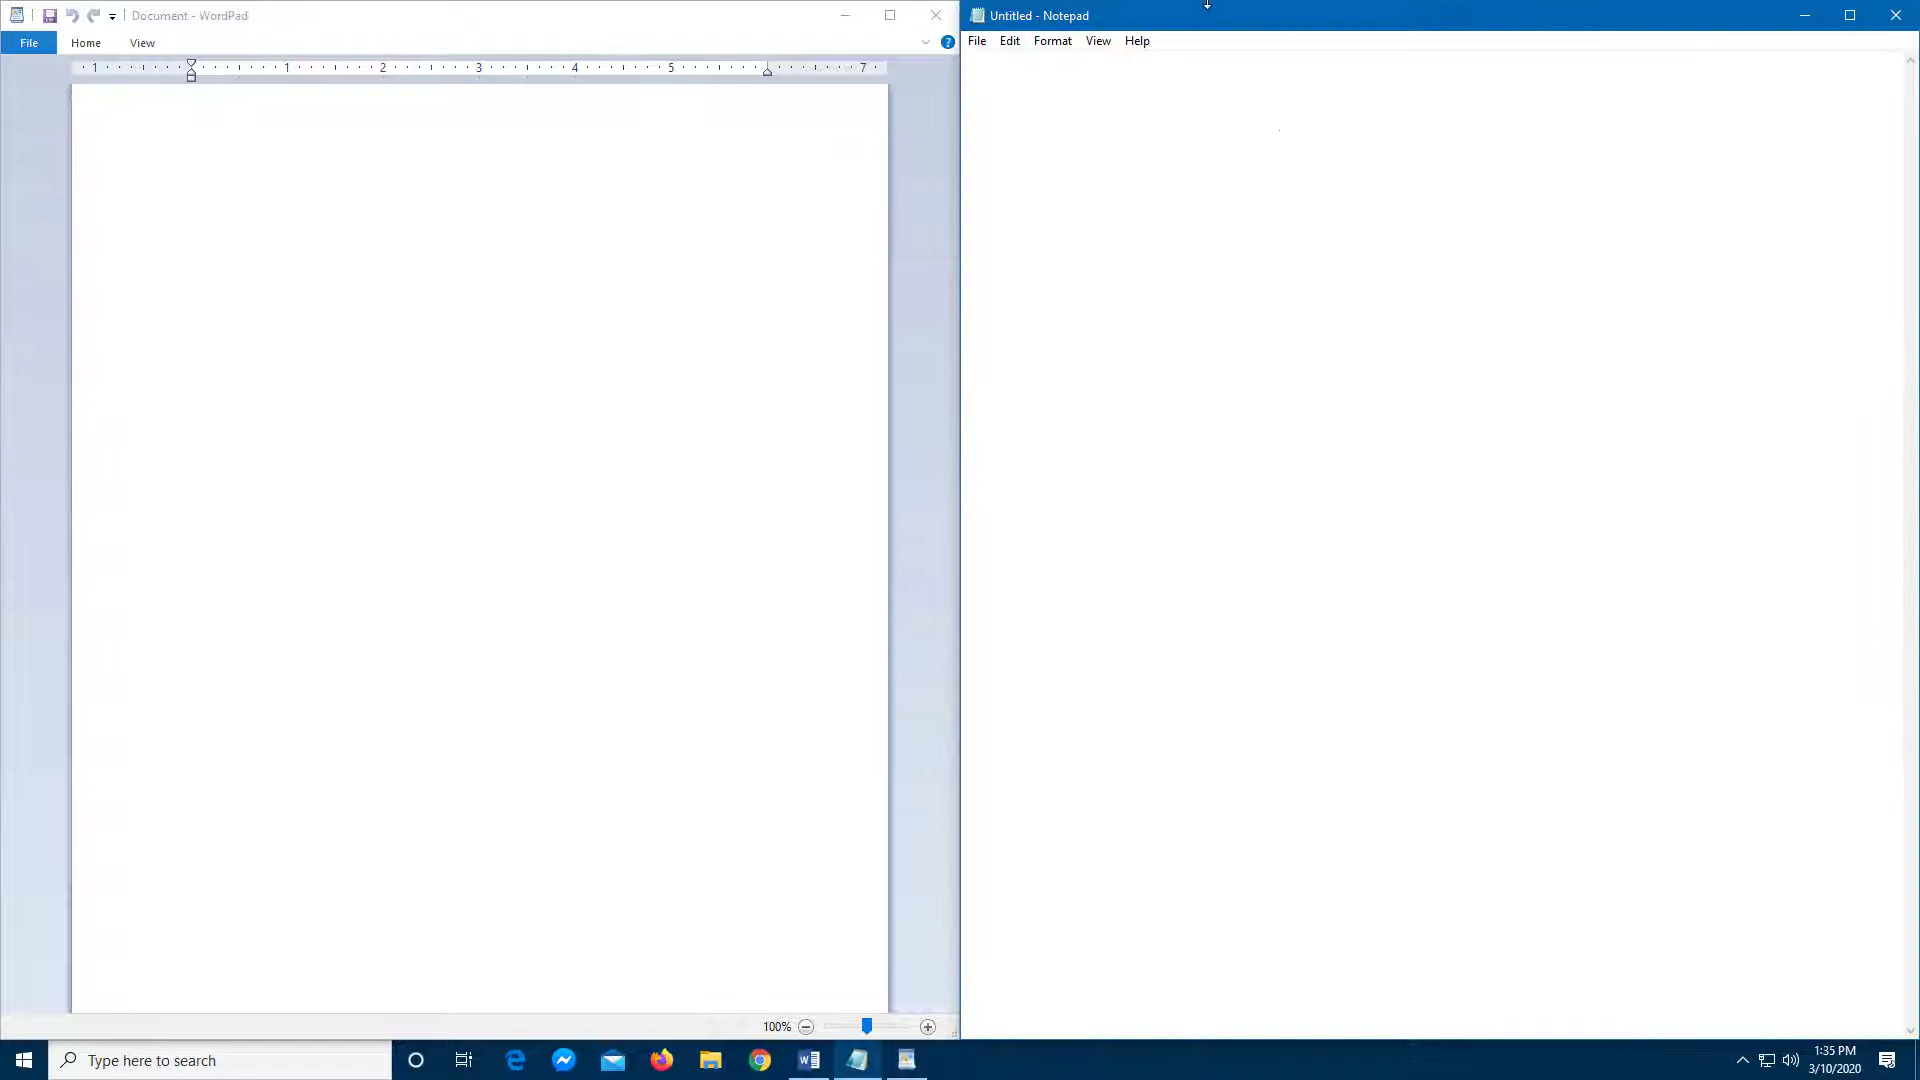 Document - WordPad
File Home View
1 1 2 3 4 5 7
100%
Untitled - Notepad
File Edit Format View Help
Type here to search
1:35 PM
3/10/2020